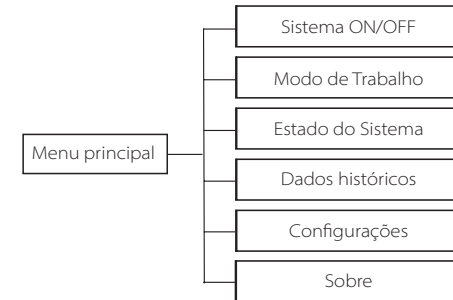 Sistema ON/OFF
Modo de Trabalho
Estado do Sistema
Menu principal
Dados históricos
Configurações
Sobre